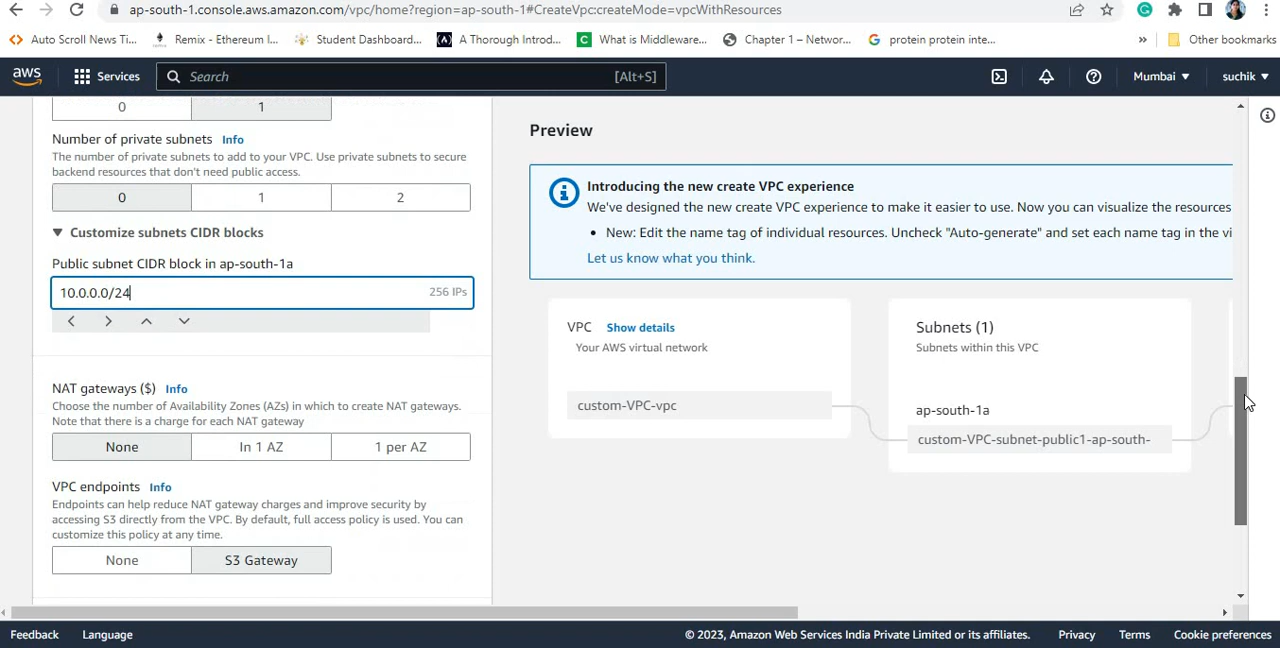 ap-south-1.console.aws.amazon.com/vpc/home?region=ap-south-1#CreateVpc:createMode=vpcWithResources
Auto Scroll News Ti...
Remix - Ethereum I...
Student Dashboard...
A Thorough Introd...
What is Middleware...
Chapter 1 – Networ...
protein protein inte...
»
Other bookmarks
aws
Services
Search
[Alt+S]
Mumbai
suchik
0
1
Number of private subnets Info
The number of private subnets to add to your VPC. Use private subnets to secure
backend resources that don't need public access.
0
1
2
Customize subnets CIDR blocks
Public subnet CIDR block in ap-south-1a
10.0.0.0/24
256 IPs
NAT gateways ($) Info
Choose the number of Availability Zones (AZs) in which to create NAT gateways.
Note that there is a charge for each NAT gateway
None
In 1 AZ
1 per AZ
VPC endpoints Info
Endpoints can help reduce NAT gateway charges and improve security by
accessing S3 directly from the VPC. By default, full access policy is used. You can
customize this policy at any time.
None
S3 Gateway
Preview
Introducing the new create VPC experience
We've designed the new create VPC experience to make it easier to use. Now you can visualize the resources
• New: Edit the name tag of individual resources. Uncheck "Auto-generate" and set each name tag in the vi
Let us know what you think.
VPC Show details
Your AWS virtual network
custom-VPC-vpc
Subnets (1)
Subnets within this VPC
ap-south-1a
custom-VPC-subnet-public1-ap-south-
Feedback
Language
© 2023, Amazon Web Services India Private Limited or its affiliates.
Privacy
Terms
Cookie preferences